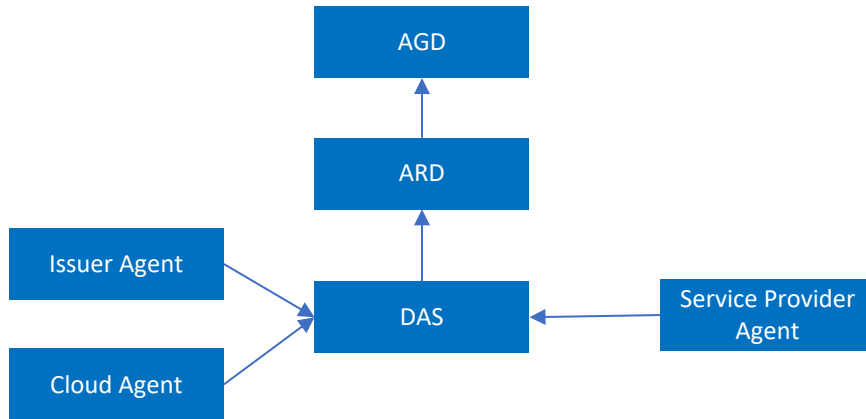 AGD
ARD
Issuer Agent
DAS
Service Provider
Agent
Cloud Agent